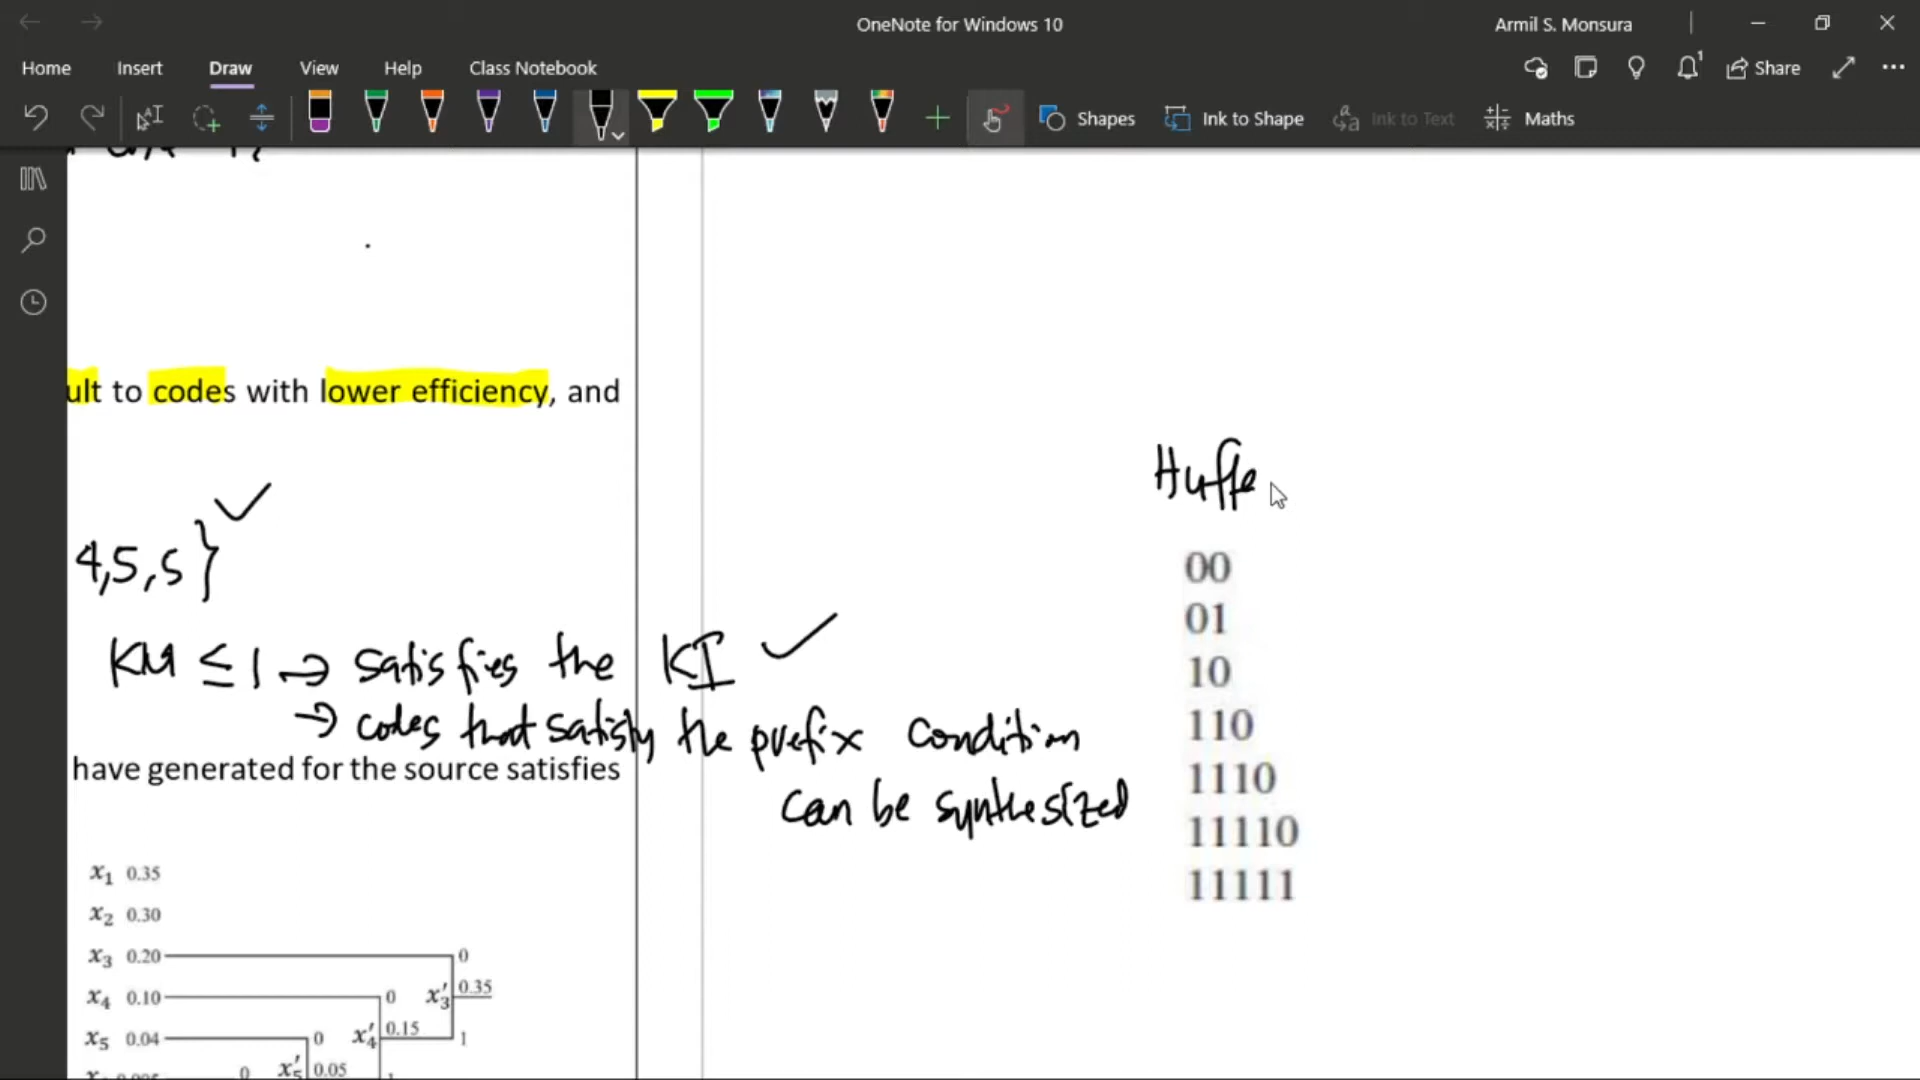 OneNote for Windows 10
Armil S. Monsura
Home Insert Draw View Help Class Notebook
1
Share
Shapes
Ink to Shape
Ink to Text
Maths
ult to codes with lower efficiency, and
4,5,5}
KM ≤ 1 → satisfies the KI
→ codes that satisfy the prefix condition
can be synthesized
have generated for the source satisfies
Huffe
00
01
10
110
1110
11110
11111
x₁ 0.35
x₂ 0.30
x₃ 0.20 0
x₄ 0.10 0 x₃′ 0.35
x₅ 0.04 0 x₄′ 0.15 1
0 x₅′ 0.05